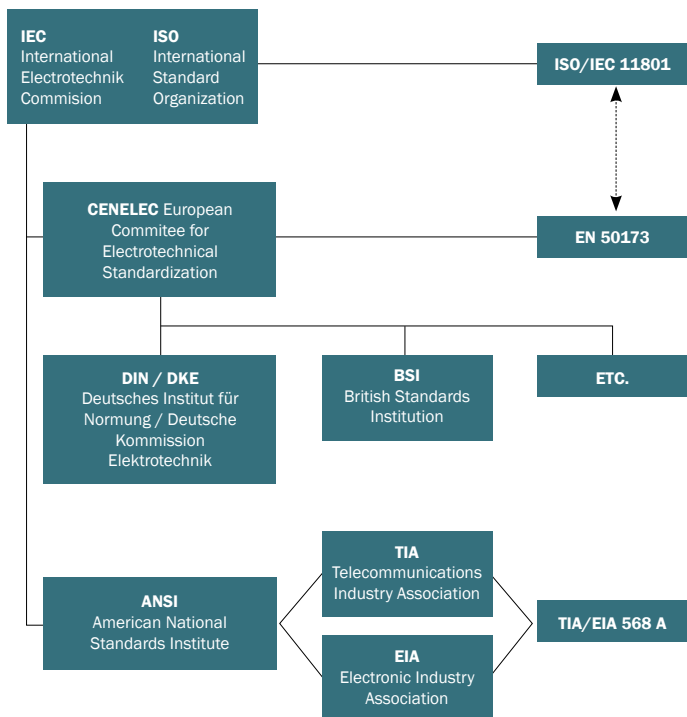 IEC
International
Electrotechnik
Commision
ISO
International
Standard
Organization
ISO/IEC 11801
CENELEC European
Commitee for
Electrotechnical
Standardization
EN 50173
DIN / DKE
Deutsches Institut für
Normung / Deutsche
Kommission
Elektrotechnik
BSI
British Standards
Institution
ETC.
ANSI
American National
Standards Institute
TIA
Telecommunications
Industry Association
EIA
Electronic Industry
Association
TIA/EIA 568 A